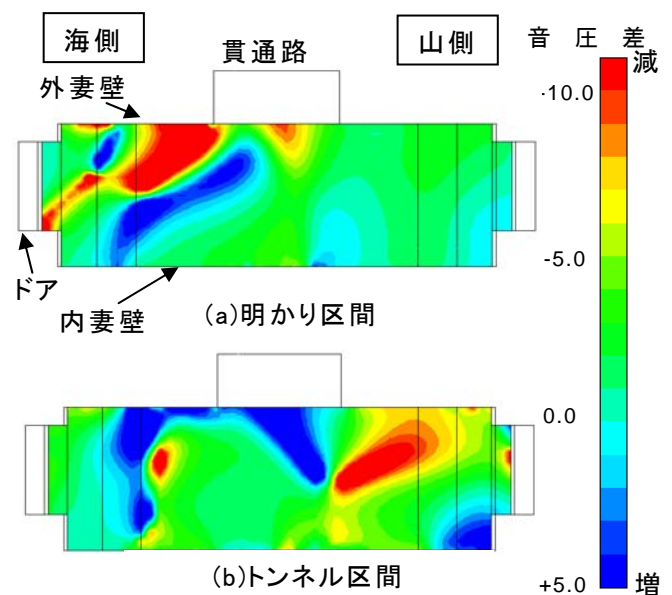 海側
貫通路
山側
音圧差
外妻壁
減
-10.0
-5.0
ドア
内妻壁
(a)明かり区間
0.0
(b)トンネル区間
+5.0
増